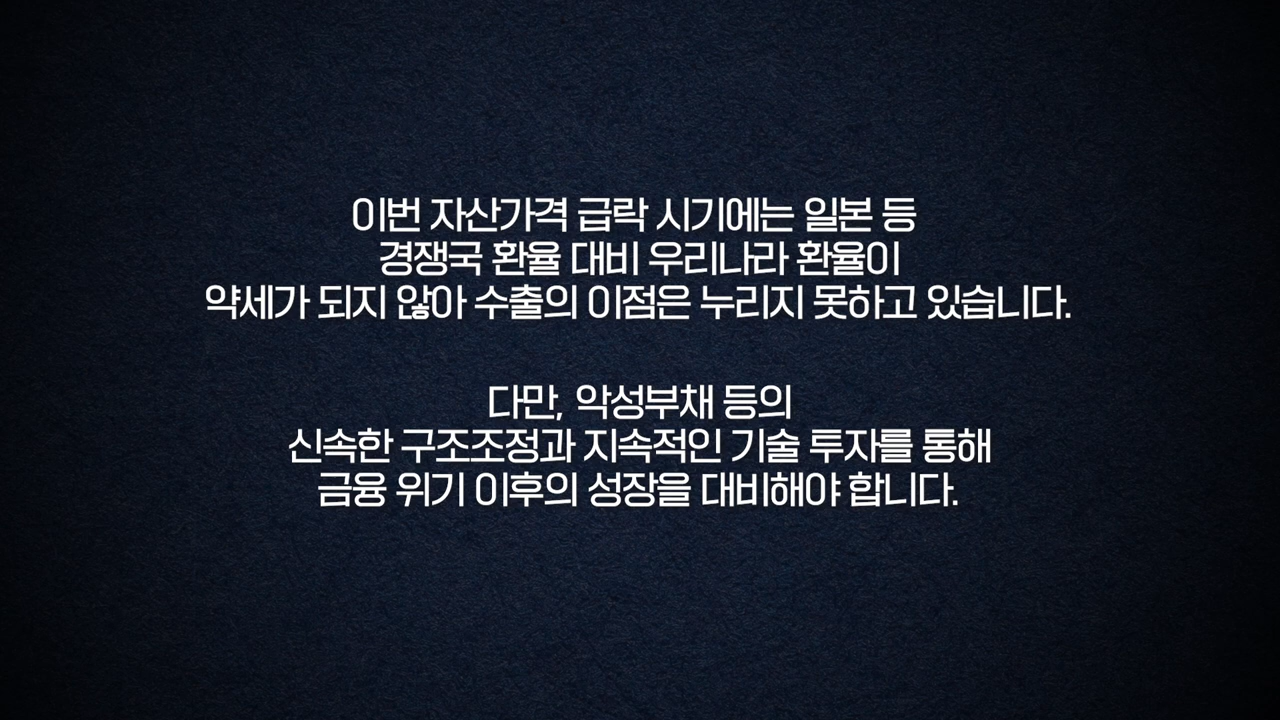 이번 자산가격 급락 시기에는 일본 등
경쟁국 환율 대비 우리나라 환율이
약세가 되지 않아 수출의 이점은 누리지 못하고 있습니다.
다만, 악성부채 등의
신속한 구조조정과 지속적인 기술 투자를 통해
금융 위기 이후의 성장을 대비해야 합니다.